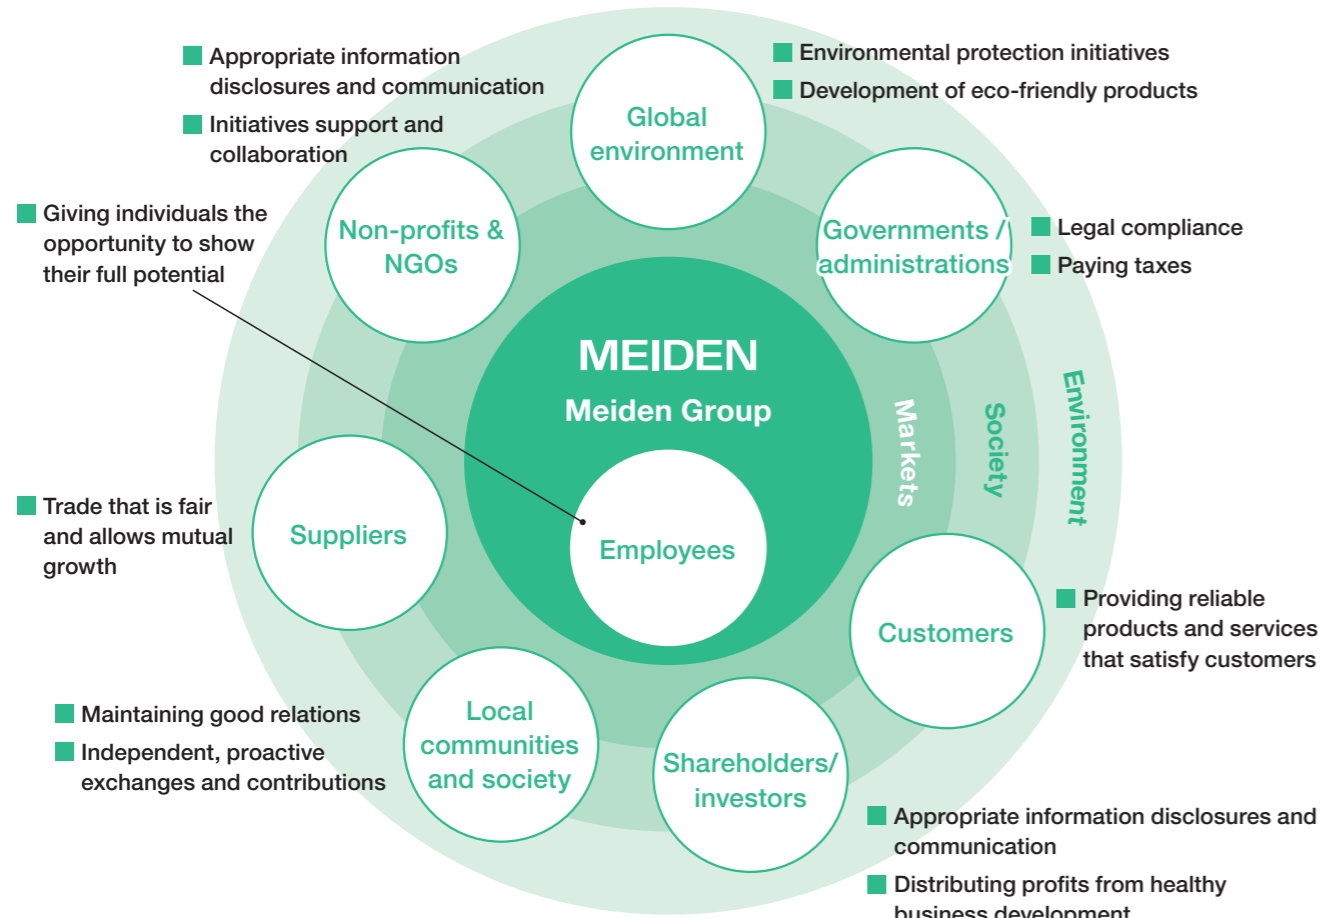 Appropriate information
disclosures and communication
Initiatives support and
collaboration
Environmental protection initiatives
Development of eco-friendly products
Global
environment
Giving individuals the
opportunity to show
their full potential
Non-profits &
NGOs
Governments /
administrations
Legal compliance
Paying taxes
MEIDEN
Meiden Group
Markets
Society
Environment
Trade that is fair
and allows mutual
growth
Suppliers
Employees
Customers
Providing reliable
products and services
that satisfy customers
Maintaining good relations
Independent, proactive
exchanges and contributions
Local
communities
and society
Shareholders/
investors
Appropriate information disclosures and
communication
Distributing profits from healthy
business development